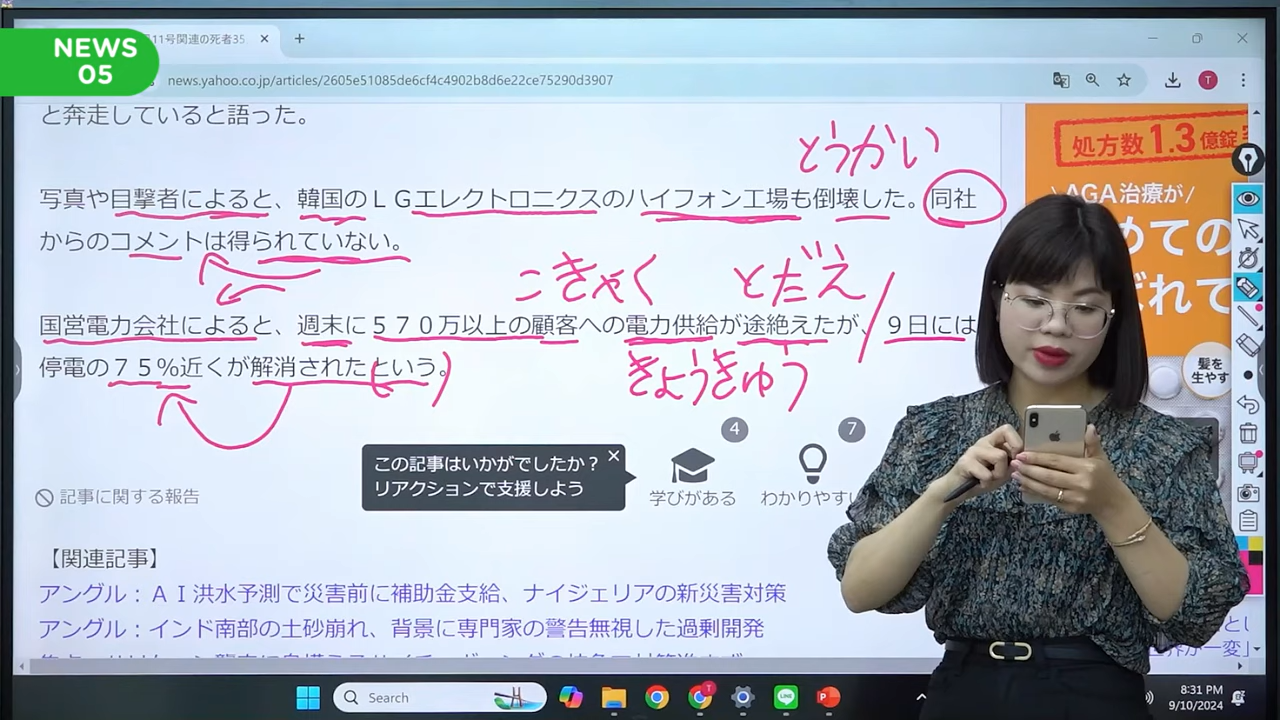 NEWS
05
11号関連の死者35
news.yahoo.co.jp/articles/2605e51085de6cf4c4902b8d6e22ce75290d3907
T
と奔走していると語った。
とうかい
写真や目撃者によると、韓国のＬＧエレクトロニクスのハイフォン工場も倒壊した。同社
からのコメントは得られていない。
こきゃく とだえ
国営電力会社によると、週末に５７０万以上の顧客への電力供給が途絶えたが、９日には
停電の７５％近くが解消されたという。
きょうきゅう
処方数1.3億錠
AGA治療が
めての
ばれて
髪を
生やす
この記事はいかがでしたか？
リアクションで支援しよう
4
学びがある
7
わかりやすい
記事に関する報告
【関連記事】
アングル：ＡＩ洪水予測で災害前に補助金支給、ナイジェリアの新災害対策
アングル：インド南部の土砂崩れ、背景に専門家の警告無視した過剰開発
Search
T
LINE
P
8:31 PM
9/10/2024